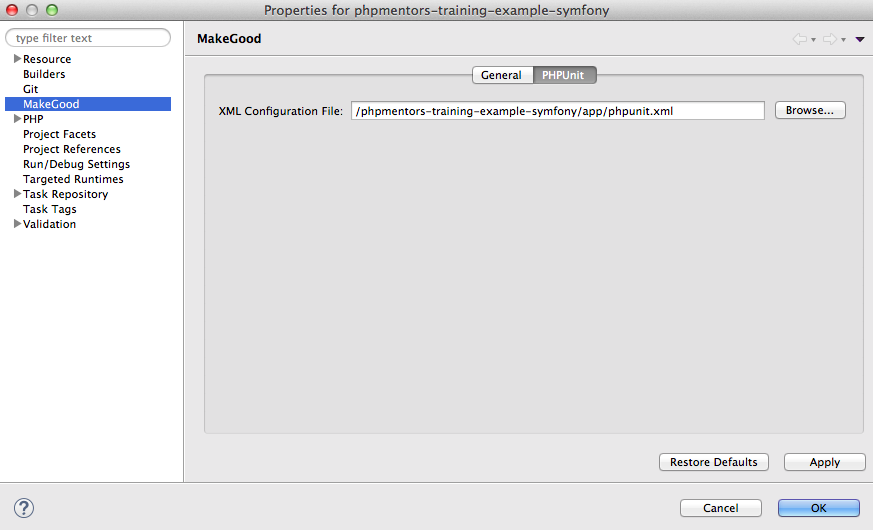 Properties for phpmentors-training-example-symfony
type filter text
Resource
Builders
Git
MakeGood
PHP
Project Facets
Project References
Run/Debug Settings
Targeted Runtimes
Task Repository
Task Tags
Validation
MakeGood
General PHPUnit
XML Configuration File: /phpmentors-training-example-symfony/app/phpunit.xml Browse...
Restore Defaults Apply
? Cancel OK